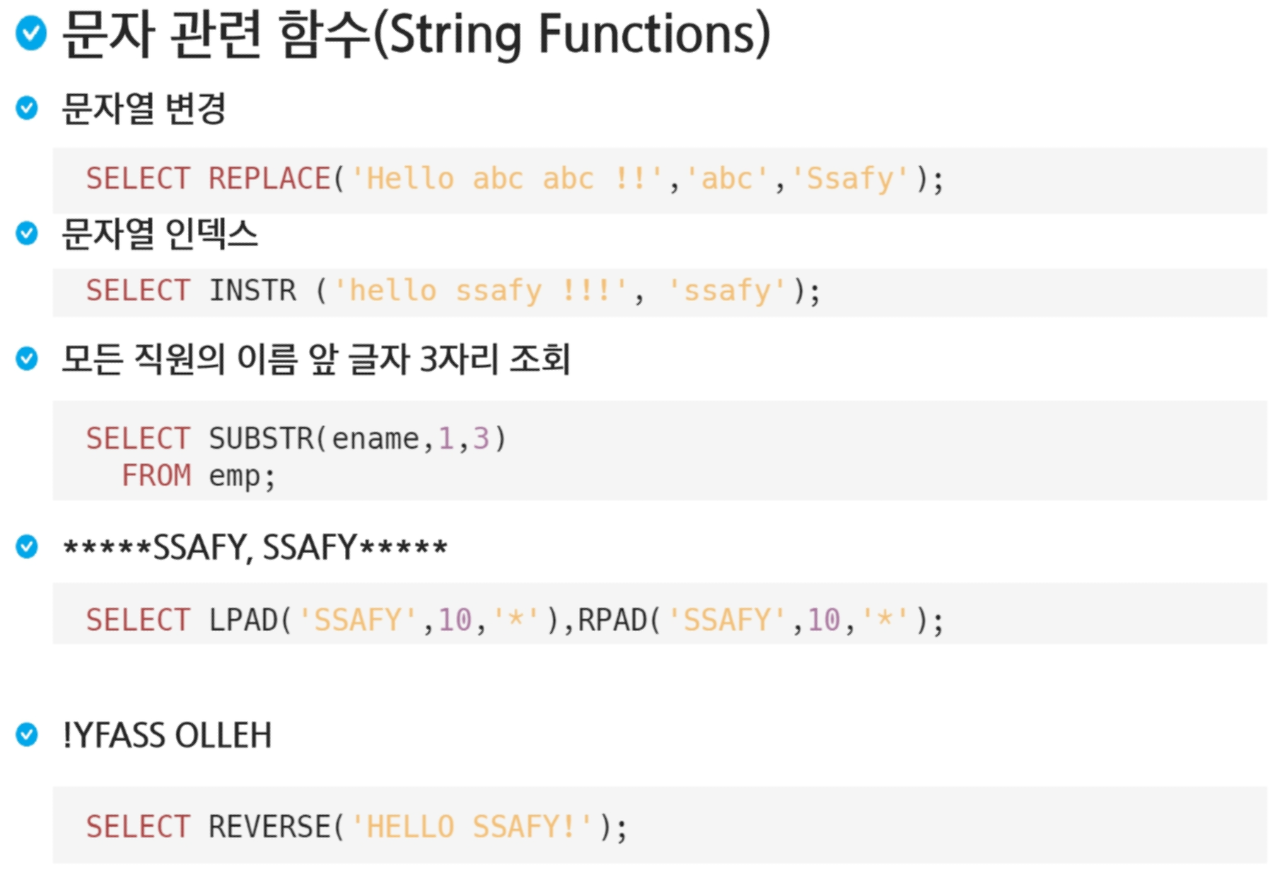 문자 관련 함수(String Functions)
문자열 변경
SELECT REPLACE('Hello abc abc !!','abc','Ssafy');
문자열 인덱스
SELECT INSTR ('hello ssafy !!!', 'ssafy');
모든 직원의 이름 앞 글자 3자리 조회
SELECT SUBSTR(ename,1,3)
FROM emp;
*****SSAFY, SSAFY*****
SELECT LPAD('SSAFY',10,'*'),RPAD('SSAFY',10,'*');
!YFASS OLLEH
SELECT REVERSE('HELLO SSAFY!');